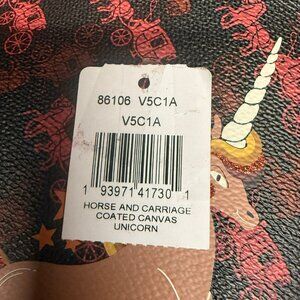 86106 V5C1A
V5C1A
1 93971 41730 1
HORSE AND CARRIAGE
COATED CANVAS
UNICORN